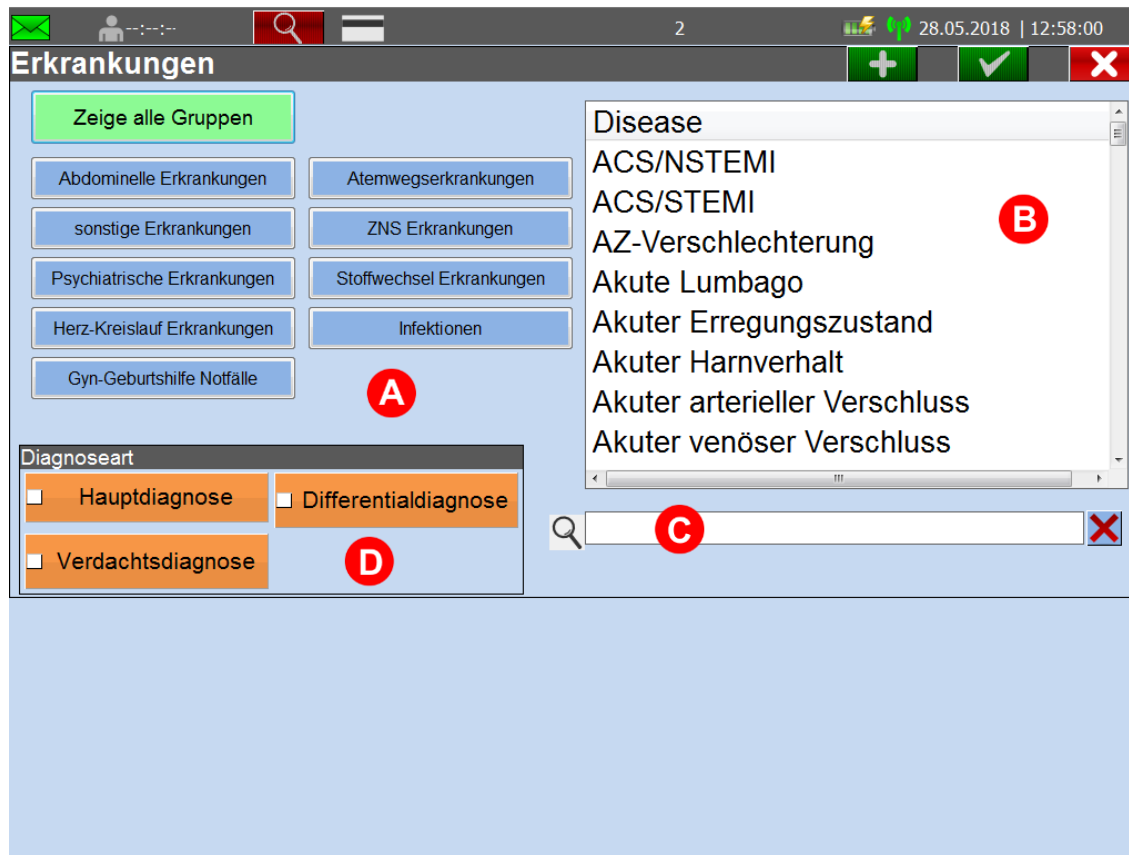 --:--:-- 2 28.05.2018 | 12:58:00
Erkrankungen
Zeige alle Gruppen
Abdominelle Erkrankungen Atemwegserkrankungen
sonstige Erkrankungen ZNS Erkrankungen
Psychiatrische Erkrankungen Stoffwechsel Erkrankungen
Herz-Kreislauf Erkrankungen Infektionen
Gyn-Geburtshilfe Notfälle
A
Disease
ACS/NSTEMI
ACS/STEMI
AZ-Verschlechterung
Akute Lumbago
Akuter Erregungszustand
Akuter Harnverhalt
Akuter arterieller Verschluss
Akuter venöser Verschluss
B
Diagnoseart
Hauptdiagnose Differentialdiagnose
Verdachtsdiagnose
D
C